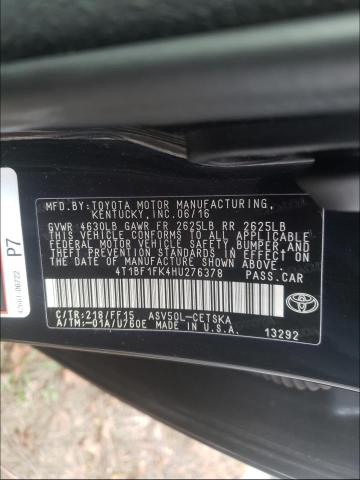 MFD.BY:TOYOTA MOTOR MANUFACTURING,
KENTUCKY,INC.06/16
GVWR 4630LB GAWR FR 2625LB RR 2625LB
THIS VEHICLE CONFORMS TO ALL APPLICABLE
FEDERAL MOTOR VEHICLE SAFETY, BUMPER, AND
THEFT PREVENTION STANDARDS IN EFFECT ON
THE DATE OF MANUFACTURE SHOWN ABOVE.
4T1BF1FK4HU276378 PASS.CAR
C/TR:218/FF15 ASV50L-CETSKA U.S.A.
A/TM:-01A/U760E 13292
P7